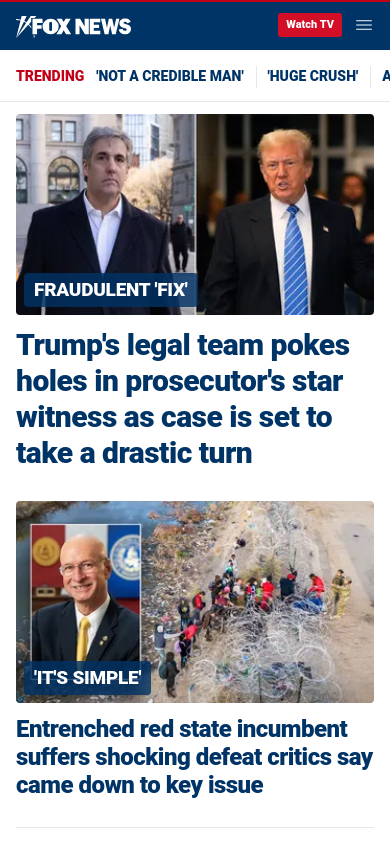 FOX NEWS
Watch TV
TRENDING 'NOT A CREDIBLE MAN' 'HUGE CRUSH' A
FRAUDULENT 'FIX'
Trump's legal team pokes
holes in prosecutor's star
witness as case is set to
take a drastic turn
'IT'S SIMPLE'
Entrenched red state incumbent
suffers shocking defeat critics say
came down to key issue